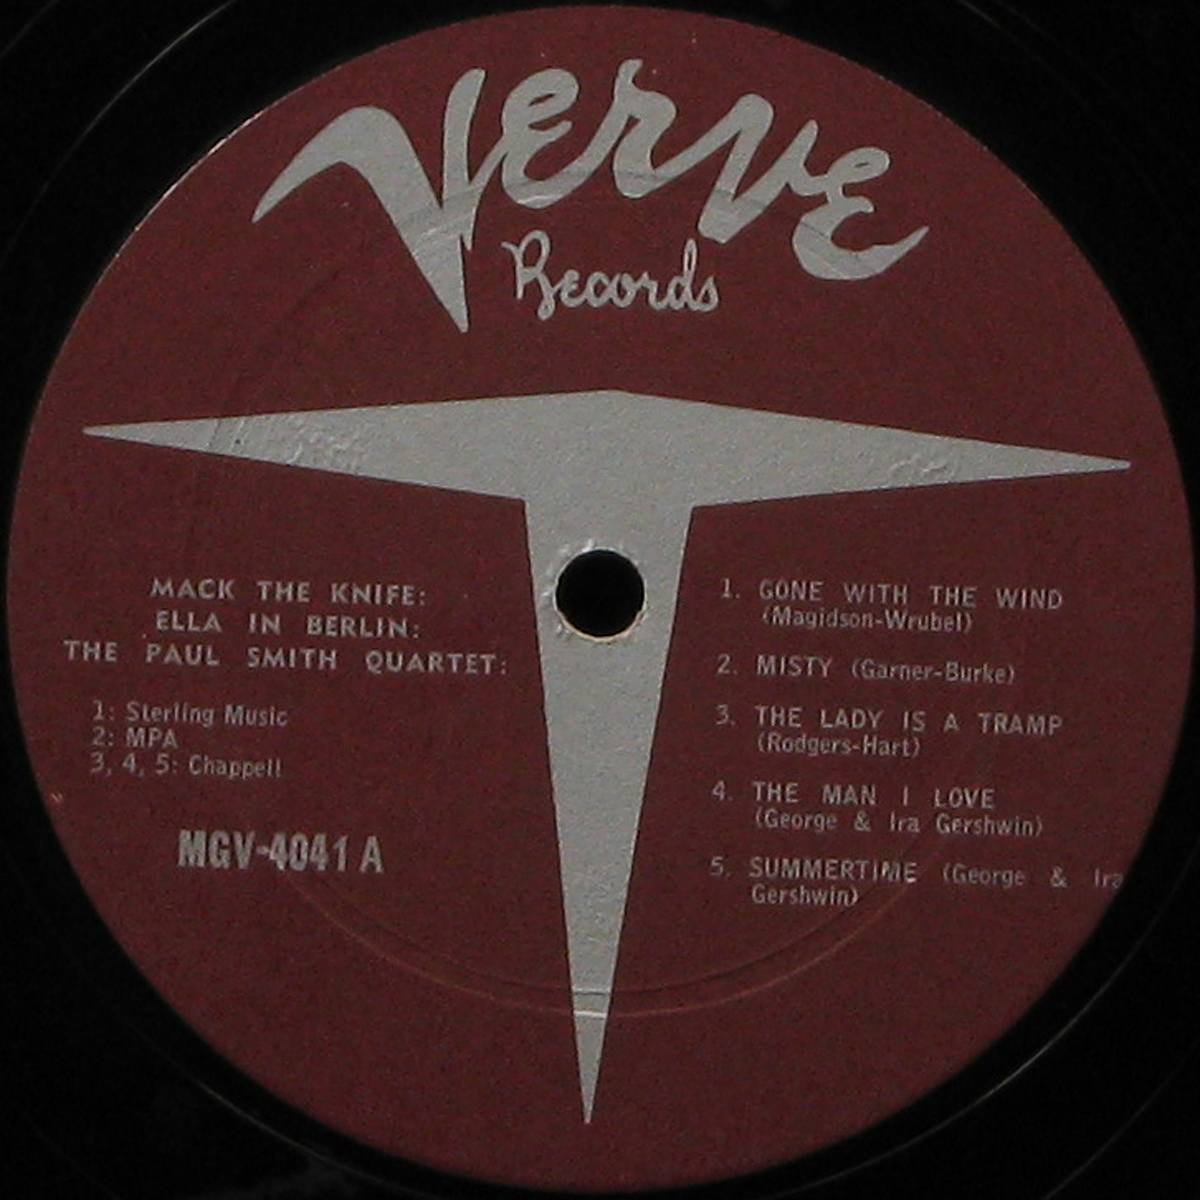 Verve
Records
MACK THE KNIFE:
ELLA IN BERLIN:
THE PAUL SMITH QUARTET:
1: Sterling Music
2: MPA
3, 4, 5: Chappell
MGV-4041 A
1. GONE WITH THE WIND
(Magidson-Wrubel)
2. MISTY (Garner-Burke)
3. THE LADY IS A TRAMP
(Rodgers-Hart)
4. THE MAN I LOVE
(George & Ira Gershwin)
5. SUMMERTIME (George & Ira
Gershwin)